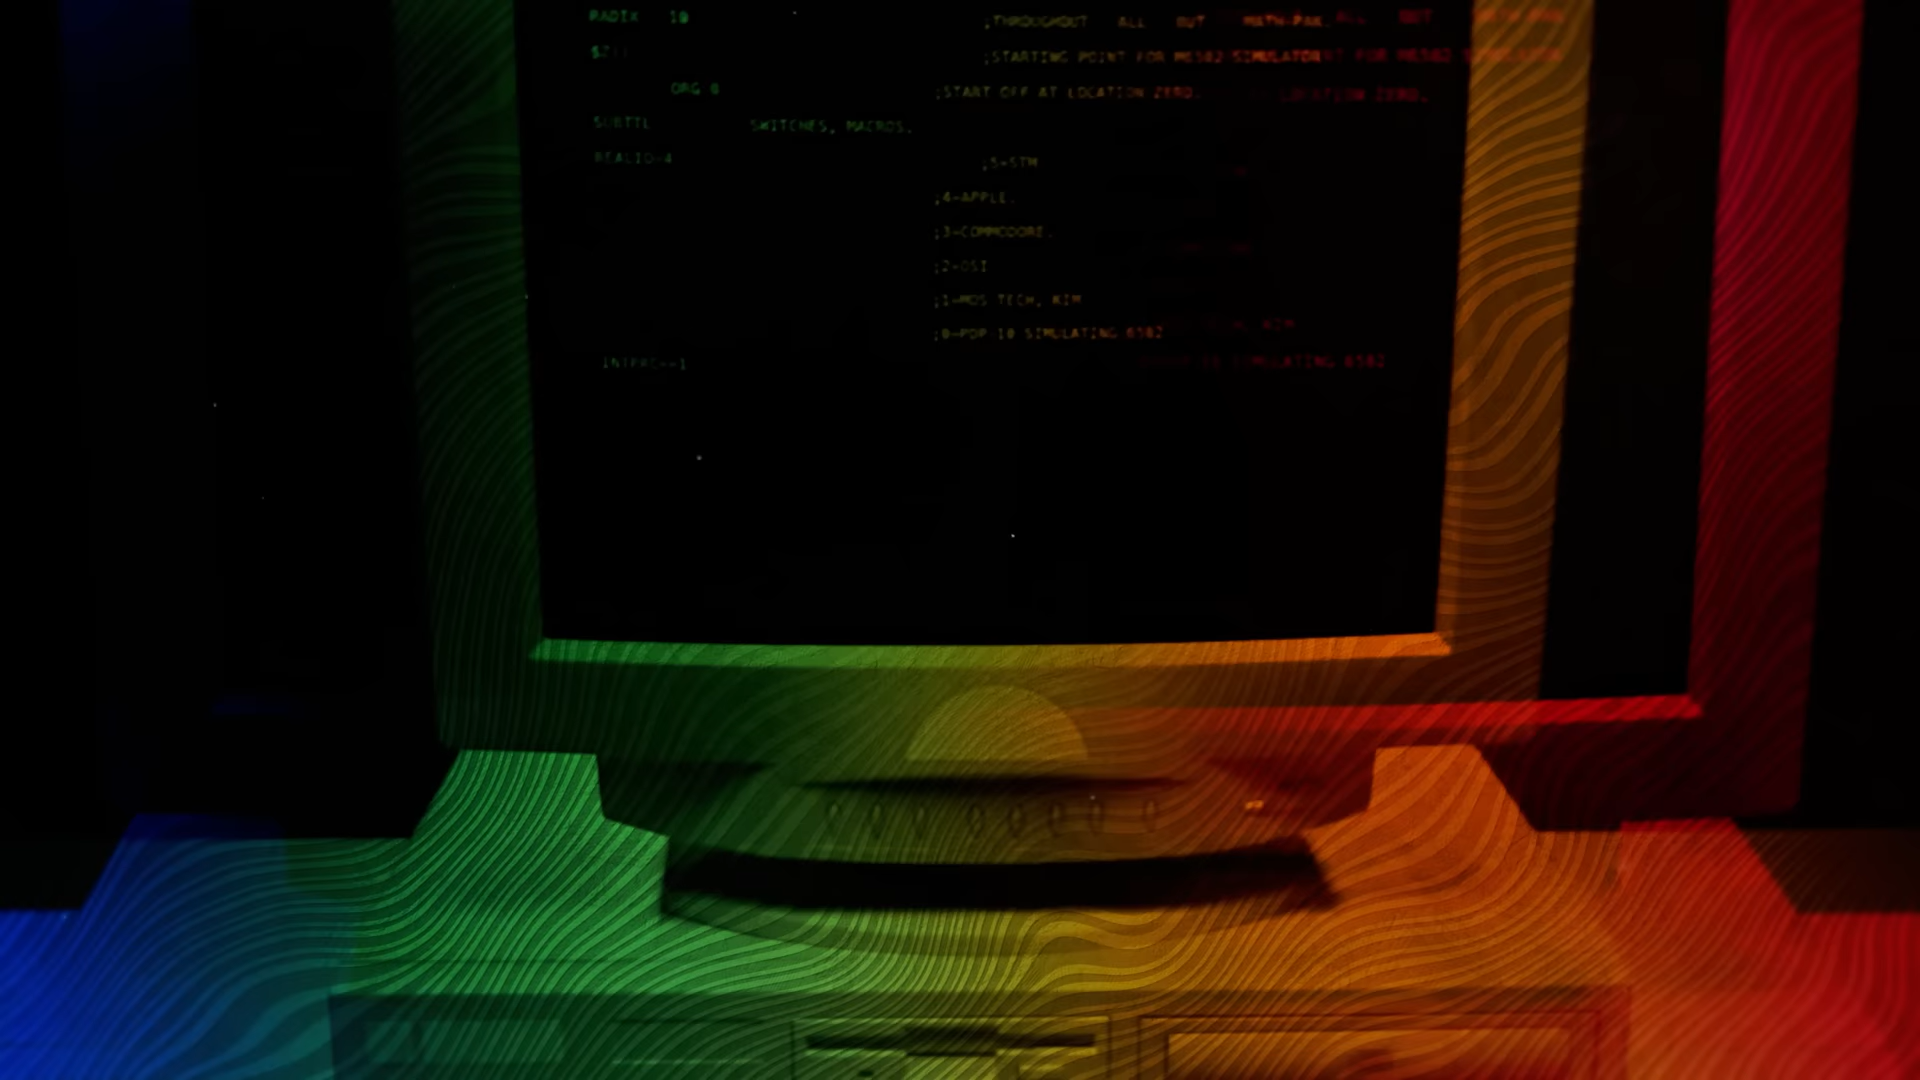 RADIX 10 ;THROUGHOUT ALL BUT MATH-PAK.
$Z:: ;STARTING POINT FOR M6502 SIMULATOR
ORG 0 ;START OFF AT LOCATION ZERO.
SUBTTL SWITCHES, MACROS.
REALIO=4 ;5=STM
;4=APPLE.
;3=COMMODORE.
;2=OSI
;1=MOS TECH, KIM
;0=PDP-10 SIMULATING 6502
INTPRC==1